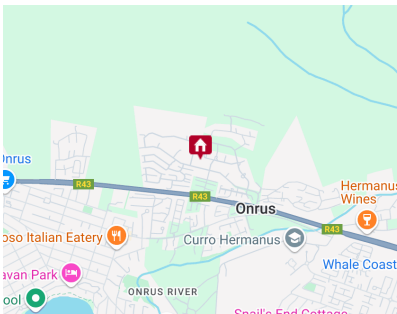 Onrus
R43
R43
Hermanus
Wines
Onrus
R43
oso Italian Eatery
Curro Hermanus
Whale Coast
avan Park
ool
ONRUS RIVER
Snail's End Cottage